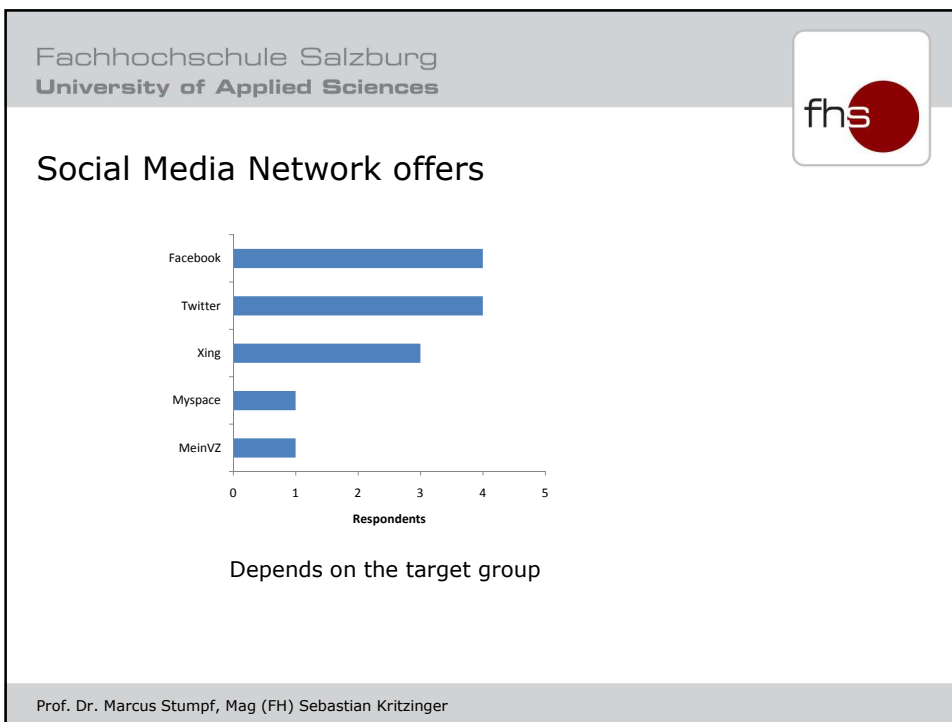 Fachhochschule Salzburg
University of Applied Sciences
fhs
Social Media Network offers
Facebook
Twitter
Xing
Myspace
MeinVZ
0 1 2 3 4 5
Respondents
Depends on the target group
Prof. Dr. Marcus Stumpf, Mag (FH) Sebastian Kritzinger